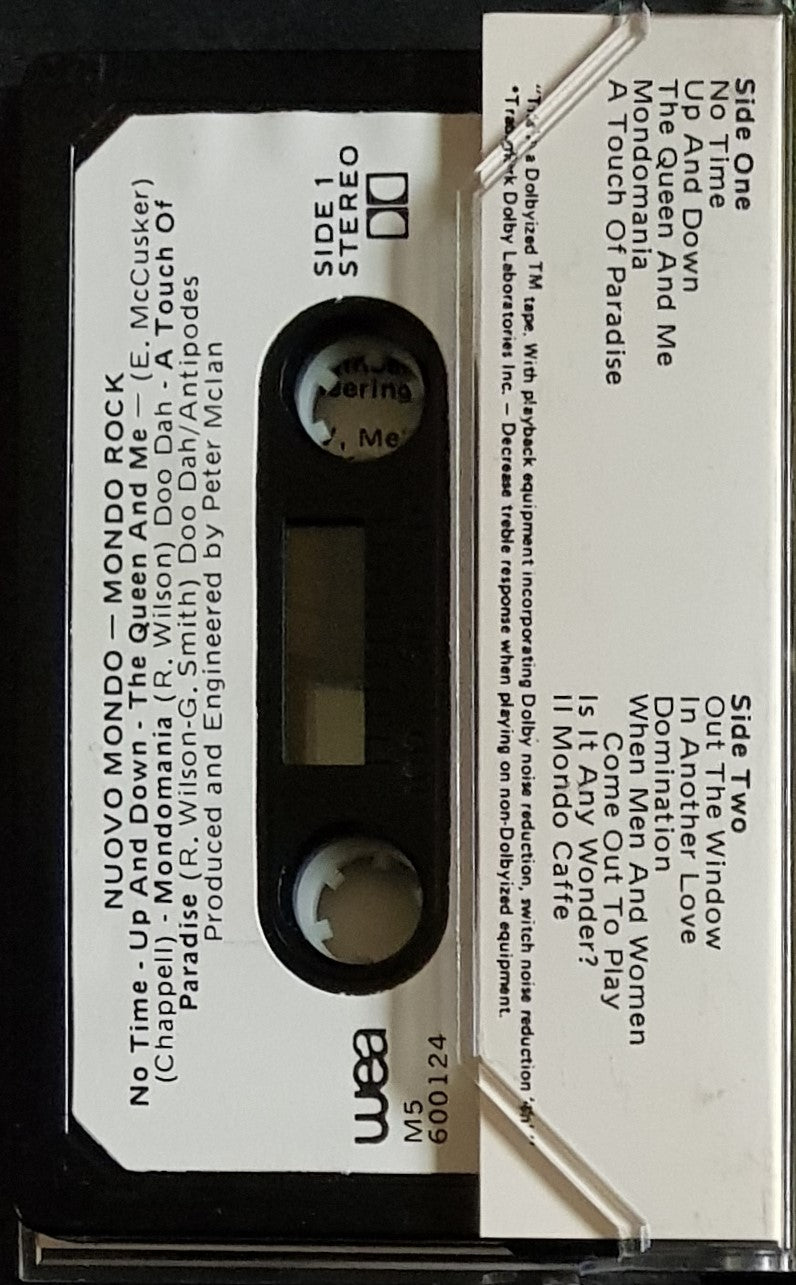 Side One
No Time
Up And Down
The Queen And Me
Mondomania
A Touch Of Paradise
Side Two
Out The Window
In Another Love
Domination
When Men And Women
Come Out To Play
Is It Any Wonder?
Il Mondo Caffe
a Dolbyized TM tape. With playback equipment incorporating Dolby noise reduction, switch noise reduction
Dolby Laboratories Inc. — Decrease treble response when playing on non-Dolbyized equipment.
SIDE 1
STEREO
ering
, Me
wea
M5
600124
NUOVO MONDO — MONDO ROCK
No Time - Up And Down - The Queen And Me — (E. McCusker)
(Chappell) - Mondomania (R. Wilson) Doo Dah - A Touch Of
Paradise (R. Wilson-G. Smith) Doo Dah/Antipodes
Produced and Engineered by Peter McIan